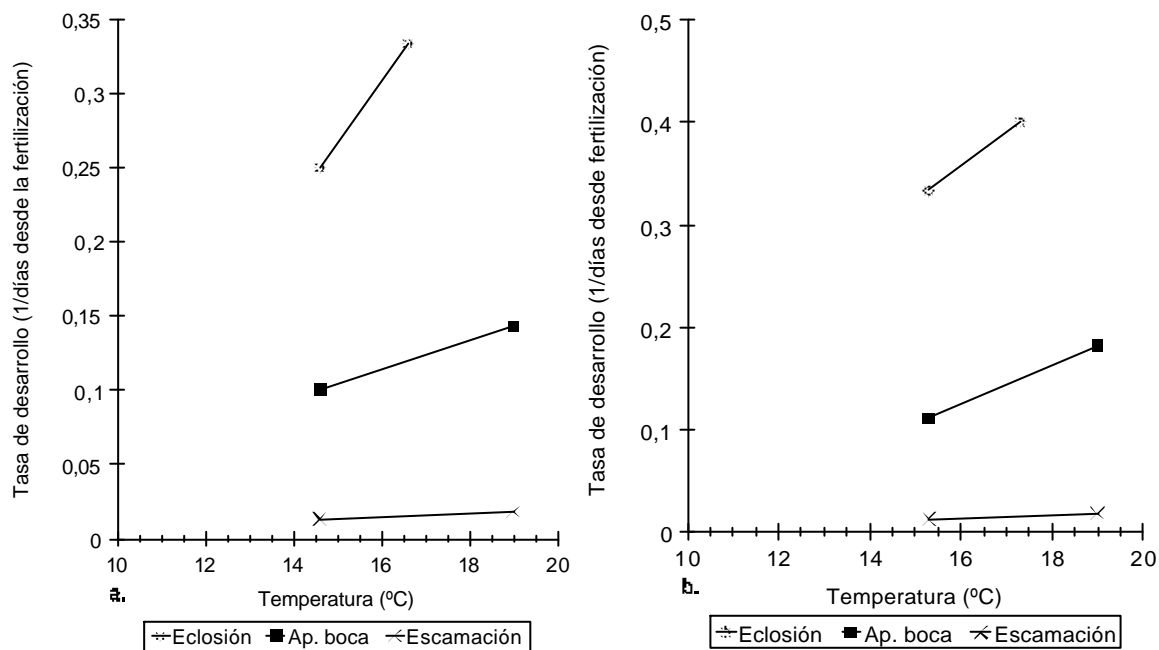 Tasa de desarrollo (1/días desde la fertilización)
0,35
0,3
0,25
0,2
0,15
0,1
0,05
0
10 12 14 16 18 20
a.
Temperatura (ºC)
Eclosión Ap. boca Escamación
Tasa de desarrollo (1/días desde fertilización)
0,5
0,4
0,3
0,2
0,1
0
10 12 14 16 18 20
b.
Temperatura (ºC)
Eclosión Ap. boca Escamación